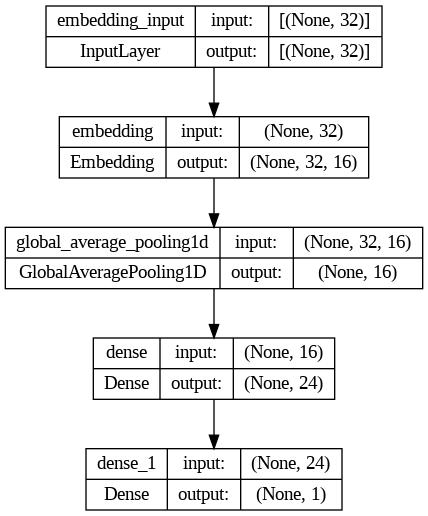 embedding_input input: [(None, 32)]
InputLayer output: [(None, 32)]
embedding input: (None, 32)
Embedding output: (None, 32, 16)
global_average_pooling1d input: (None, 32, 16)
GlobalAveragePooling1D output: (None, 16)
dense input: (None, 16)
Dense output: (None, 24)
dense_1 input: (None, 24)
Dense output: (None, 1)